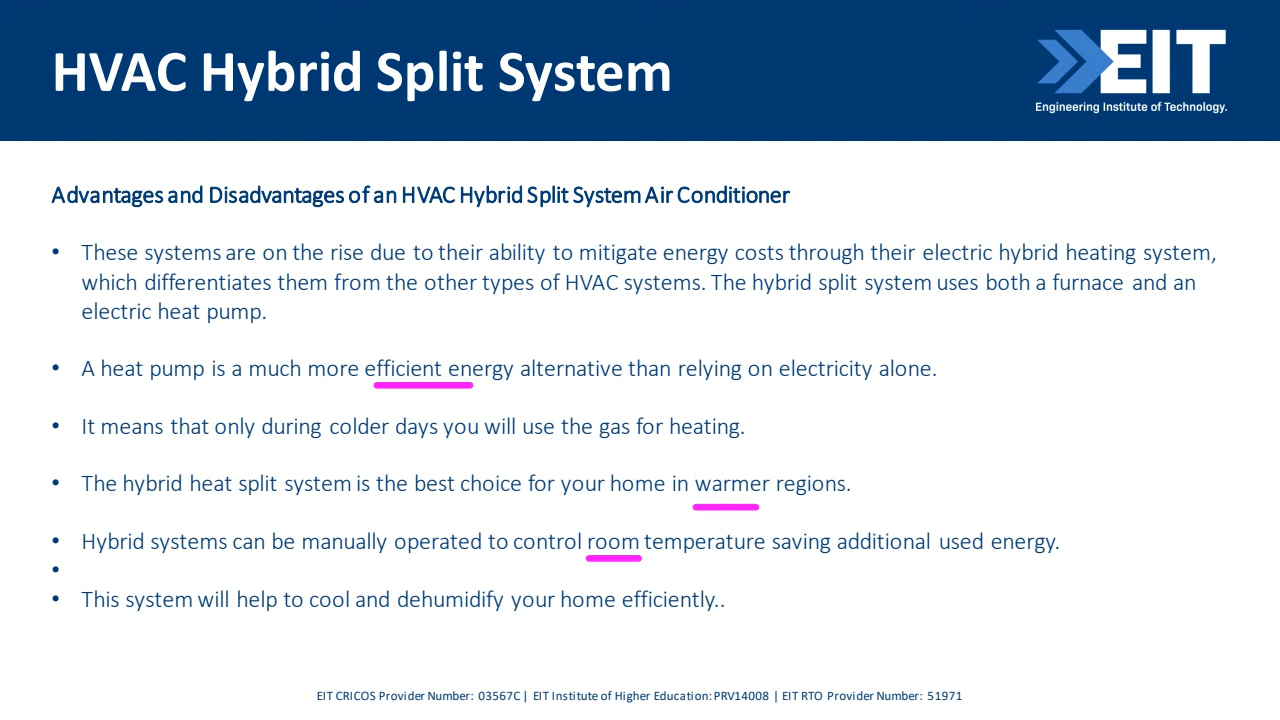 HVAC Hybrid Split System
EIT
Engineering Institute of Technology.
Advantages and Disadvantages of an HVAC Hybrid Split System Air Conditioner
• These systems are on the rise due to their ability to mitigate energy costs through their electric hybrid heating system,
which differentiates them from the other types of HVAC systems. The hybrid split system uses both a furnace and an
electric heat pump.
• A heat pump is a much more efficient energy alternative than relying on electricity alone.
• It means that only during colder days you will use the gas for heating.
• The hybrid heat split system is the best choice for your home in warmer regions.
• Hybrid systems can be manually operated to control room temperature saving additional used energy.
•
• This system will help to cool and dehumidify your home efficiently..
EIT CRICOS Provider Number: 03567C | EIT Institute of Higher Education: PRV14008 | EIT RTO Provider Number: 51971